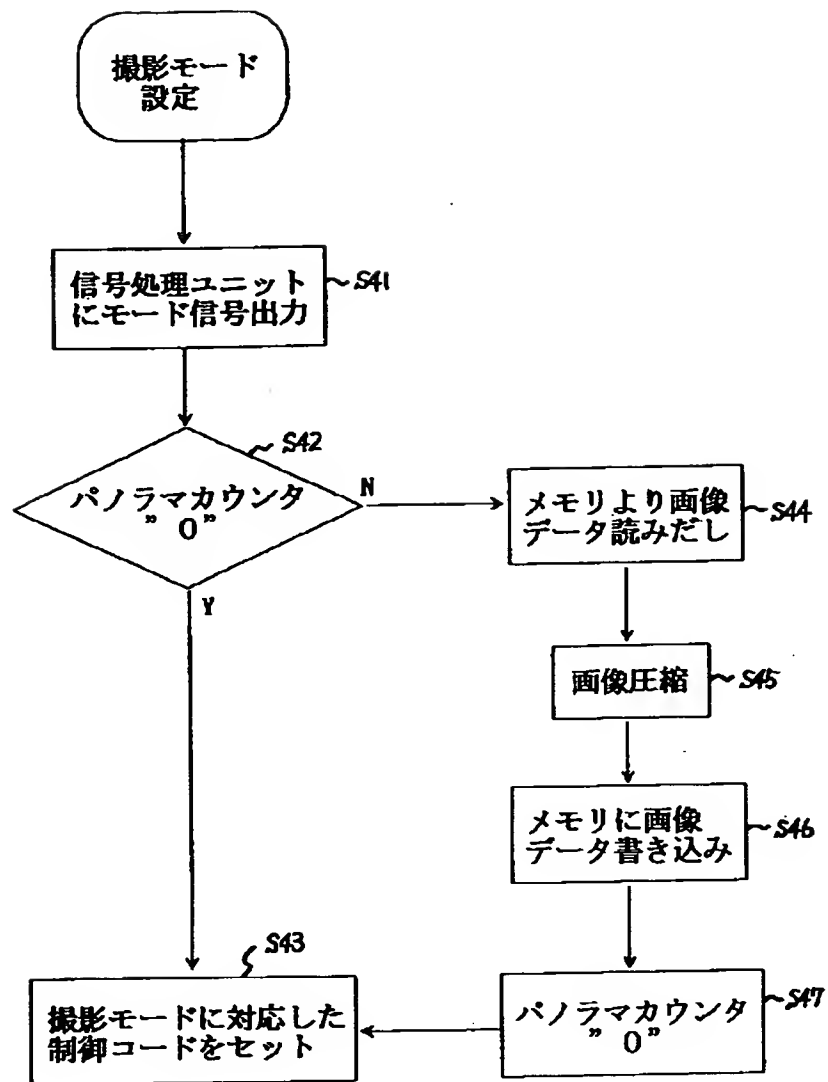 撮影モード
設定
信号処理ユニット
にモード信号出力
S41
S42
パノラマカウンタ
”0”
N
Y
メモリより画像
データ読みだし
S44
画像圧縮
S45
メモリに画像
データ書き込み
S46
パノラマカウンタ
”0”
S47
S43
撮影モードに対応した
制御コードをセット